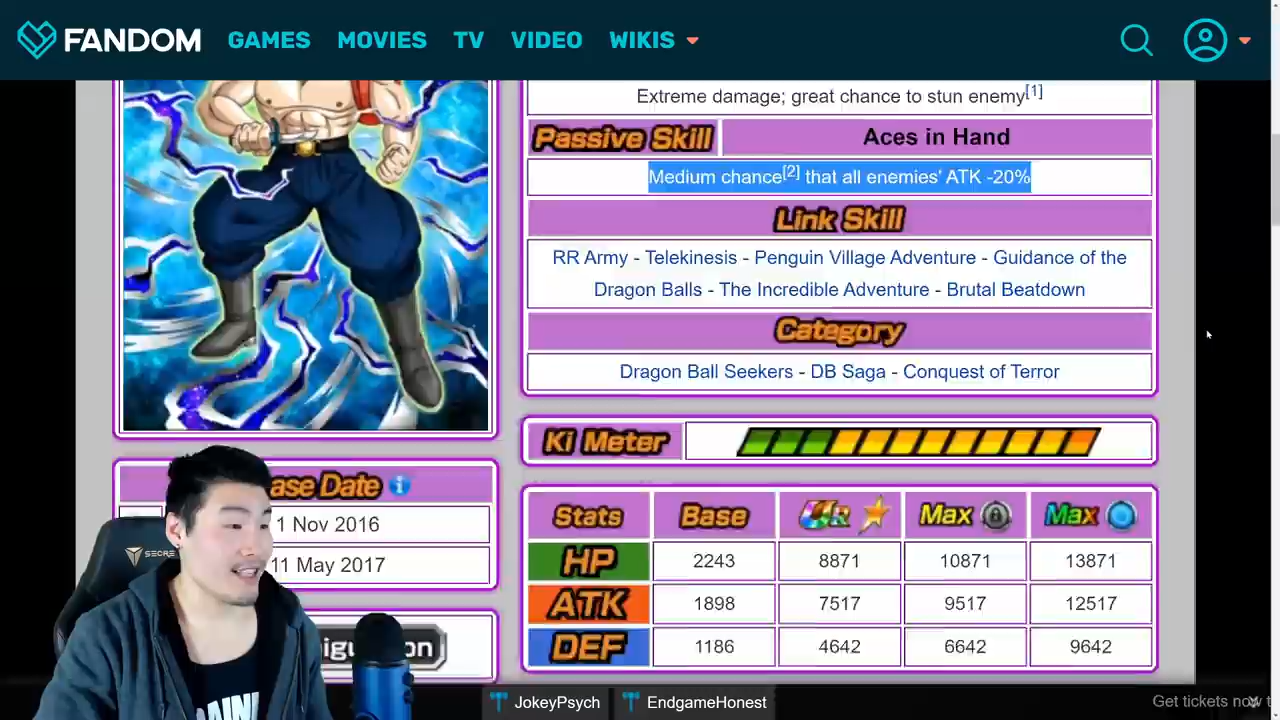 FANDOM GAMES MOVIES TV VIDEO WIKIS
Extreme damage; great chance to stun enemy[1]
Passive Skill Aces in Hand
Medium chance[2] that all enemies' ATK -20%
Link Skill
RR Army - Telekinesis - Penguin Village Adventure - Guidance of the
Dragon Balls - The Incredible Adventure - Brutal Beatdown
Category
Dragon Ball Seekers - DB Saga - Conquest of Terror
Ki Meter
ase Date
1 Nov 2016
11 May 2017
Stats Base UR Max Max
HP 2243 8871 10871 13871
ATK 1898 7517 9517 12517
DEF 1186 4642 6642 9642
JokeyPsych EndgameHonest
Get tickets now t